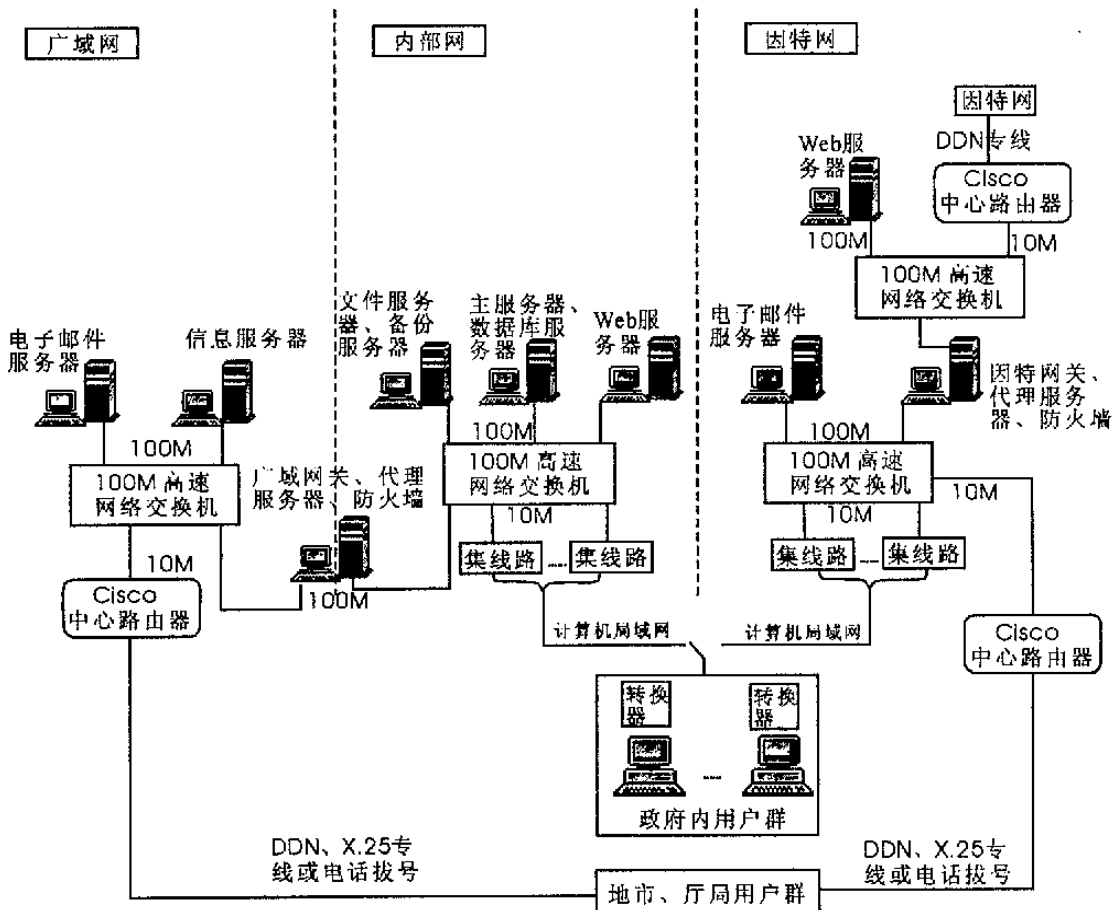 广域网
内部网
因特网
因特网
DDN专线
Web服
务器
Cisco
中心路由器
100M
10M
100M 高速
网络交换机
电子邮件
服务器
信息服务器
文件服务
器、备份
服务器
主服务器、
数据库服
务器
Web服
务器
电子邮件
服务器
因特网关、
代理服务
器、防火墙
100M
100M 高速
网络交换机
广域网关、代理
服务器、防火墙
100M
100M 高速
网络交换机
10M
100M
100M 高速
网络交换机
10M
10M
10M
集线路
......
集线路
集线路
......
集线路
100M
Cisco
中心路由器
计算机局域网
计算机局域网
Cisco
中心路由器
转换
器
转换
器
...
政府内用户群
DDN、X.25专
线或电话拔号
DDN、X.25专
线或电话拔号
地市、厅局用户群